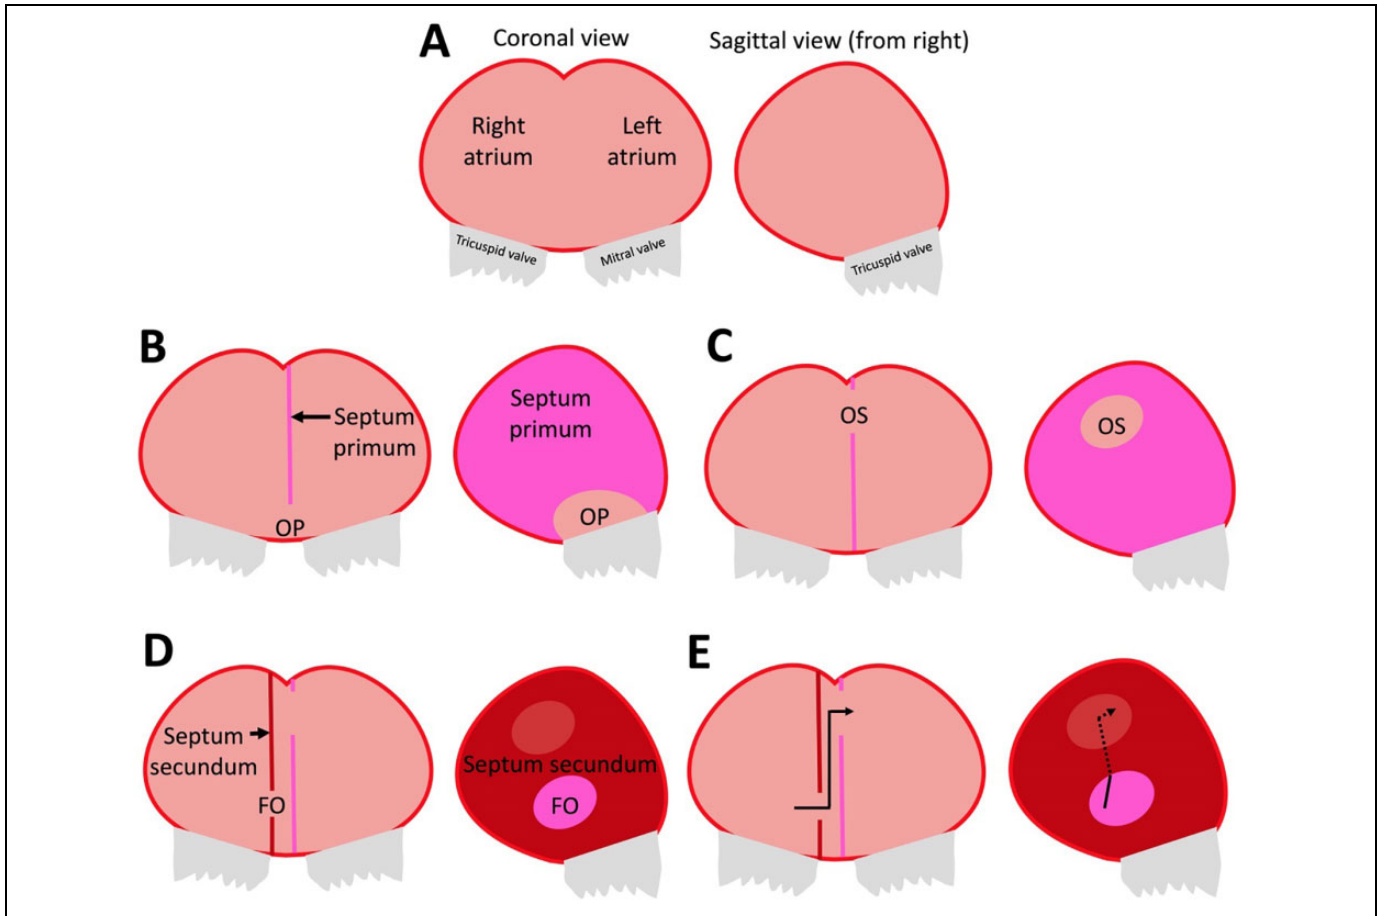 A
Coronal view
Sagittal view (from right)
Right
atrium
Left
atrium
Tricuspid valve
Mitral valve
Tricuspid valve
B
Septum
primum
OP
Septum
primum
OP
C
OS
OS
D
Septum
secundum
FO
Septum secundum
FO
E